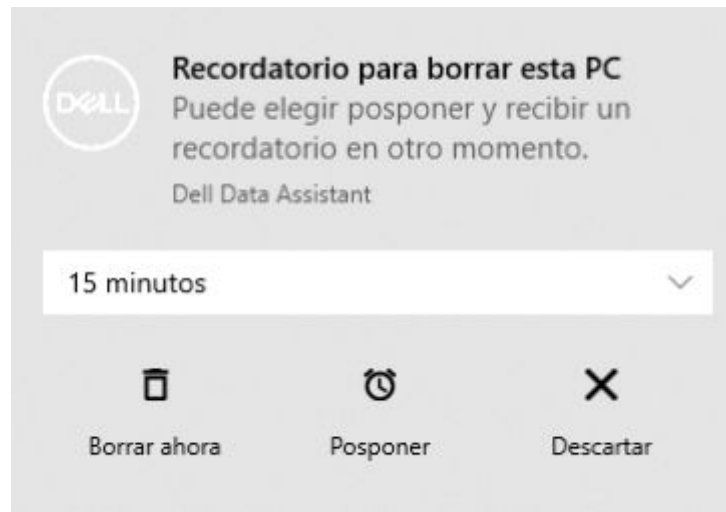 DELL
Recordatorio para borrar esta PC
Puede elegir posponer y recibir un
recordatorio en otro momento.
Dell Data Assistant
15 minutos
Borrar ahora
Posponer
Descartar